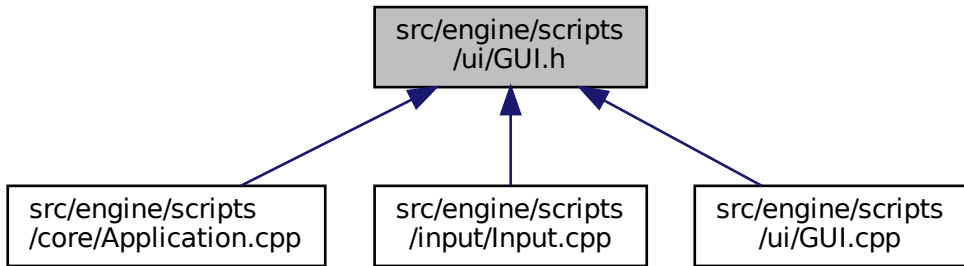 src/engine/scripts
/ui/GUI.h
src/engine/scripts
/core/Application.cpp
src/engine/scripts
/input/Input.cpp
src/engine/scripts
/ui/GUI.cpp